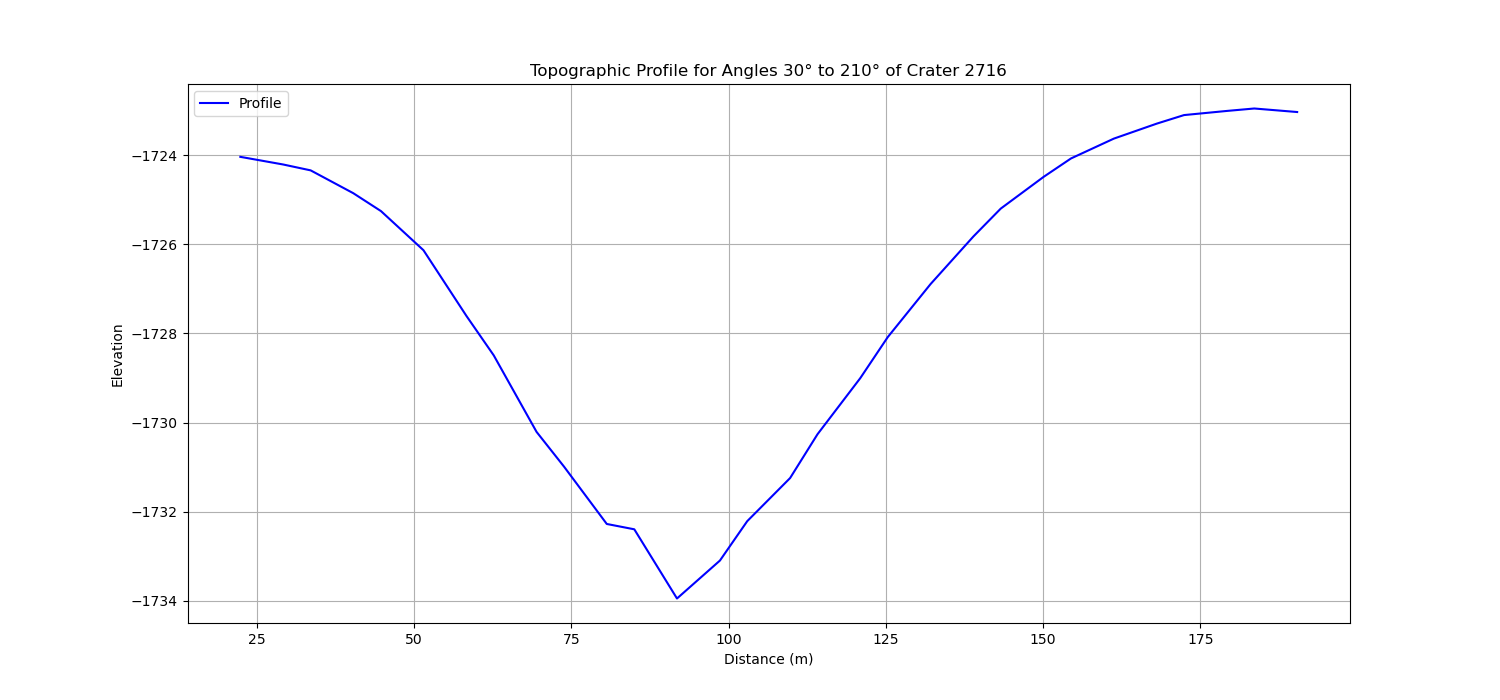 Topographic Profile for Angles 30° to 210° of Crater 2716
Profile
−1724
−1726
−1728
−1730
−1732
−1734
Elevation
25 50 75 100 125 150 175
Distance (m)